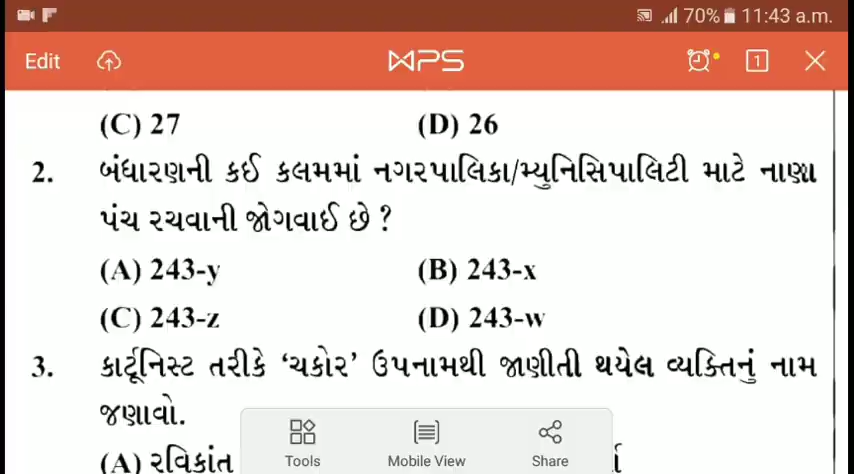 70% 11:43 a.m.
Edit WPS 1
(C) 27 (D) 26
2. બંધારણની કઈ કલમમાં નગરપાલિકા/મ્યુનિસિપાલિટી માટે નાણા
પંચ રચવાની જોગવાઈ છે ?
(A) 243-y (B) 243-x
(C) 243-z (D) 243-w
3. કાર્ટૂનિસ્ટ તરીકે ‘ચકોર’ ઉપનામથી જાણીતી થયેલ વ્યક્તિનું નામ
જણાવો.
(A) રવિકાંત
Tools Mobile View Share